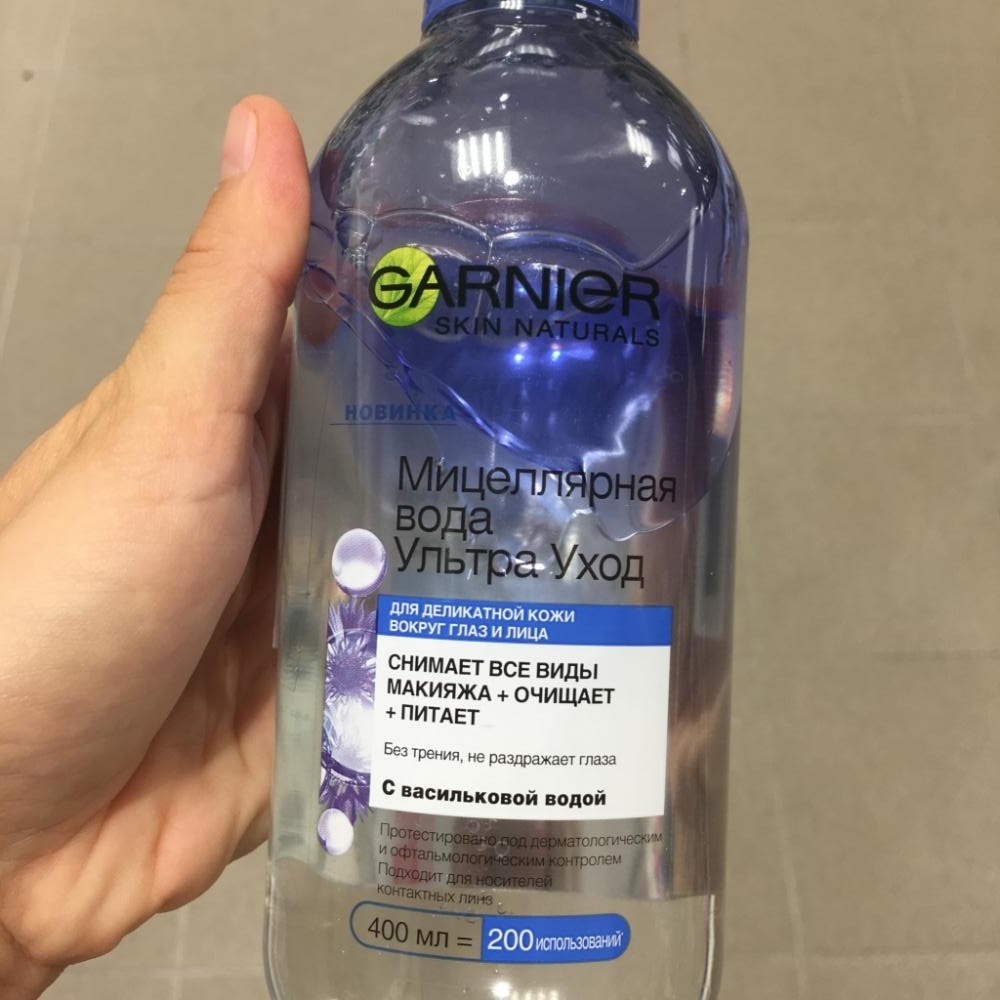 GARNIER
SKIN NATURALS
НОВИНКА
Мицеллярная
вода
Ультра Уход
ДЛЯ ДЕЛИКАТНОЙ КОЖИ
ВОКРУГ ГЛАЗ И ЛИЦА
СНИМАЕТ ВСЕ ВИДЫ
МАКИЯЖА + ОЧИЩАЕТ
+ ПИТАЕТ
Без трения, не раздражает глаза
С васильковой водой
Протестировано под дерматологическим
и офтальмологическим контролем
Подходит для носителей
контактных линз
400 мл = 200 использований*